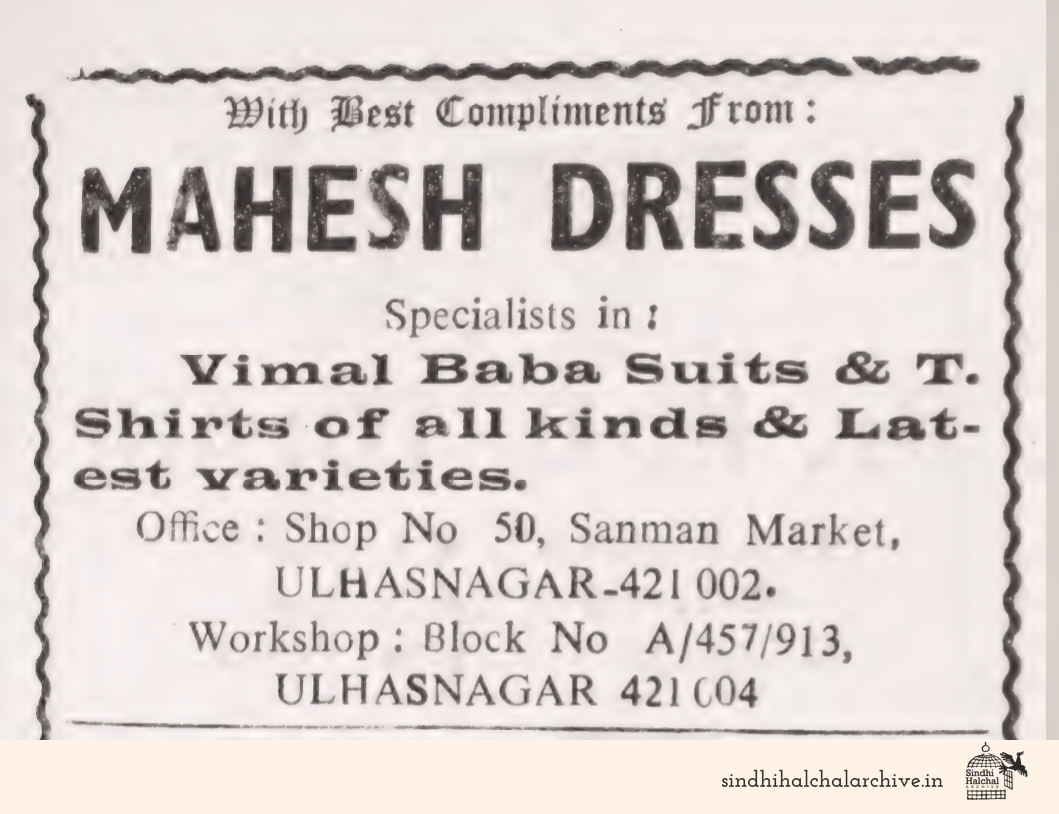 With Best Compliments From :
MAHESH DRESSES
Specialists in :
Vimal Baba Suits & T.
Shirts of all kinds & Lat-
est varieties.
Office : Shop No 50, Sanman Market,
ULHASNAGAR-421 002.
Workshop : Block No A/457/913,
ULHASNAGAR 421 004
sindhihalchalarchive.in
Sindhi
Halchal
ARCHIVE